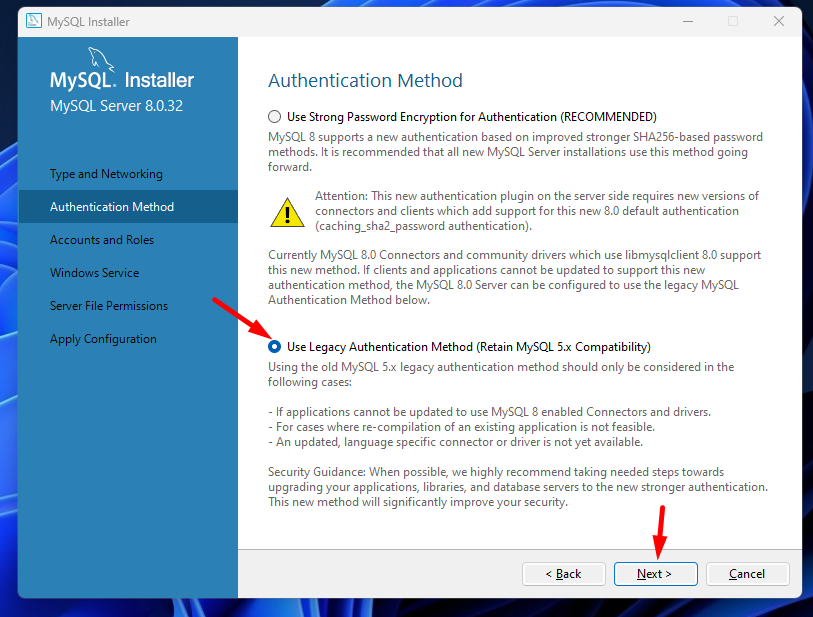 MySQL Installer
MySQL. Installer
MySQL Server 8.0.32
Type and Networking
Authentication Method
Accounts and Roles
Windows Service
Server File Permissions
Apply Configuration
Authentication Method
Use Strong Password Encryption for Authentication (RECOMMENDED)
MySQL 8 supports a new authentication based on improved stronger SHA256-based password
methods. It is recommended that all new MySQL Server installations use this method going
forward.
Attention: This new authentication plugin on the server side requires new versions of
connectors and clients which add support for this new 8.0 default authentication
(caching_sha2_password authentication).
Currently MySQL 8.0 Connectors and community drivers which use libmysqlclient 8.0 support
this new method. If clients and applications cannot be updated to support this new
authentication method, the MySQL 8.0 Server can be configured to use the legacy MySQL
Authentication Method below.
Use Legacy Authentication Method (Retain MySQL 5.x Compatibility)
Using the old MySQL 5.x legacy authentication method should only be considered in the
following cases:
- If applications cannot be updated to use MySQL 8 enabled Connectors and drivers.
- For cases where re-compilation of an existing application is not feasible.
- An updated, language specific connector or driver is not yet available.
Security Guidance: When possible, we highly recommend taking needed steps towards
upgrading your applications, libraries, and database servers to the new stronger authentication.
This new method will significantly improve your security.
< Back
Next >
Cancel